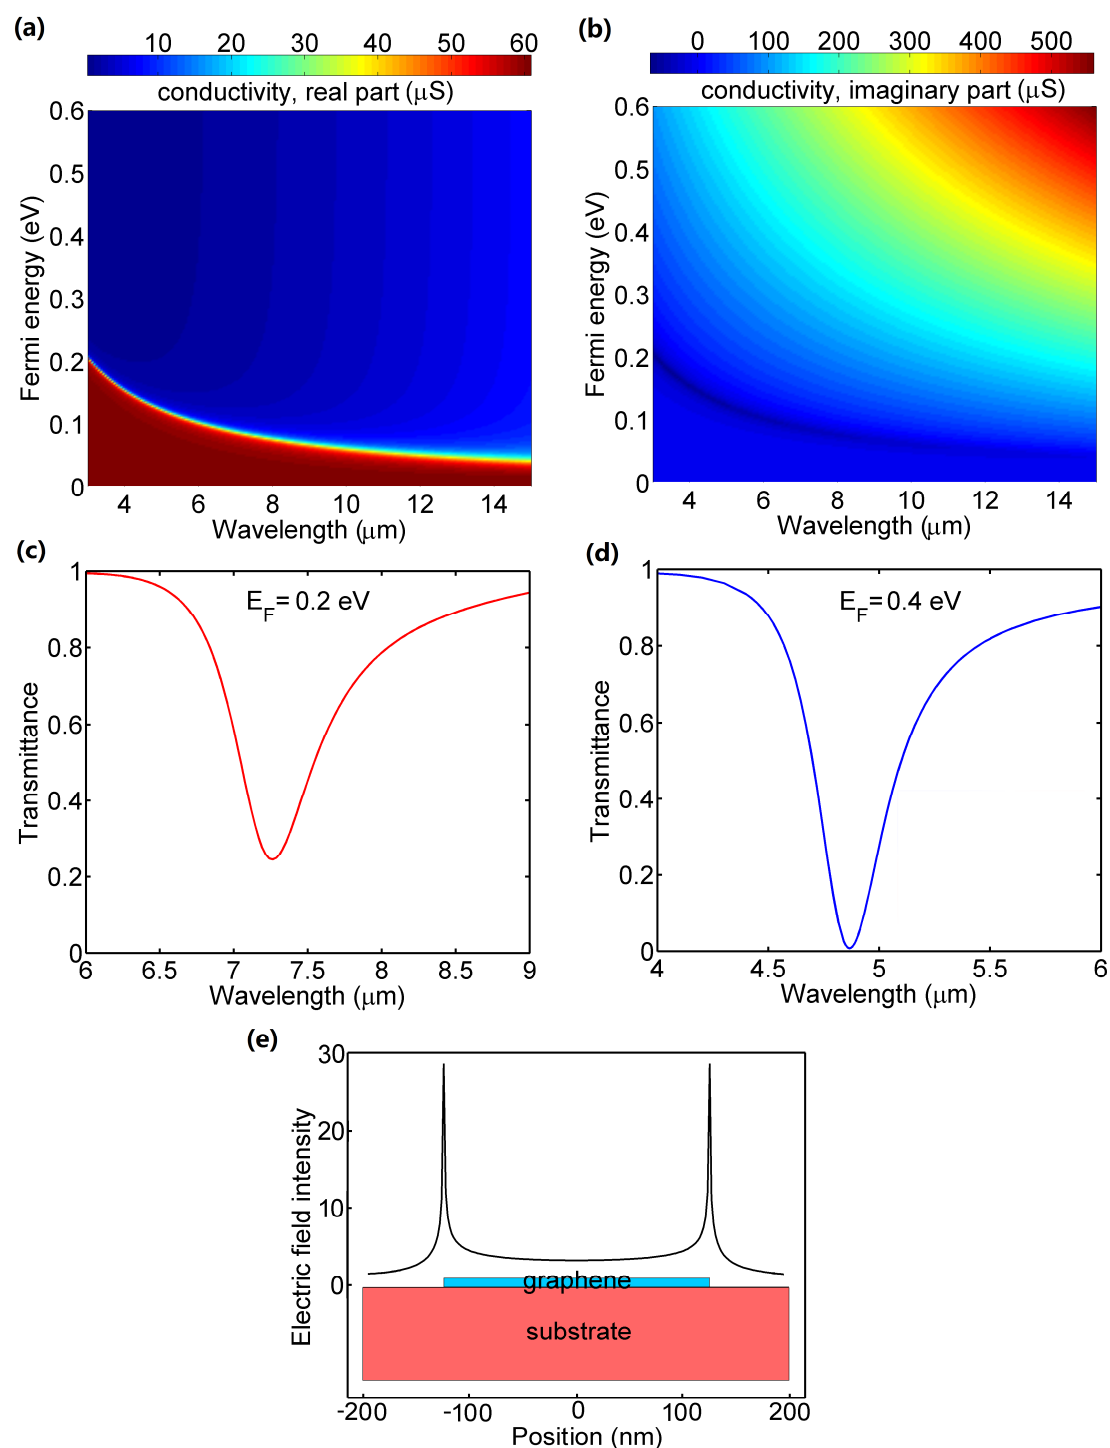 (a)
10 20 30 40 50 60
conductivity, real part (μS)
0.6
0.5
0.4
0.3
0.2
0.1
0
Fermi energy (eV)
4 6 8 10 12 14
Wavelength (μm)
(b)
0 100 200 300 400 500
conductivity, imaginary part (μS)
0.6
0.5
0.4
0.3
0.2
0.1
0
Fermi energy (eV)
4 6 8 10 12 14
Wavelength (μm)
(c)
E_F = 0.2 eV
1
0.8
0.6
0.4
0.2
0
Transmittance
6 6.5 7 7.5 8 8.5 9
Wavelength (μm)
(d)
E_F = 0.4 eV
1
0.8
0.6
0.4
0.2
0
Transmittance
4 4.5 5 5.5 6
Wavelength (μm)
(e)
30
20
10
0
Electric field intensity
graphene
substrate
-200 -100 0 100 200
Position (nm)